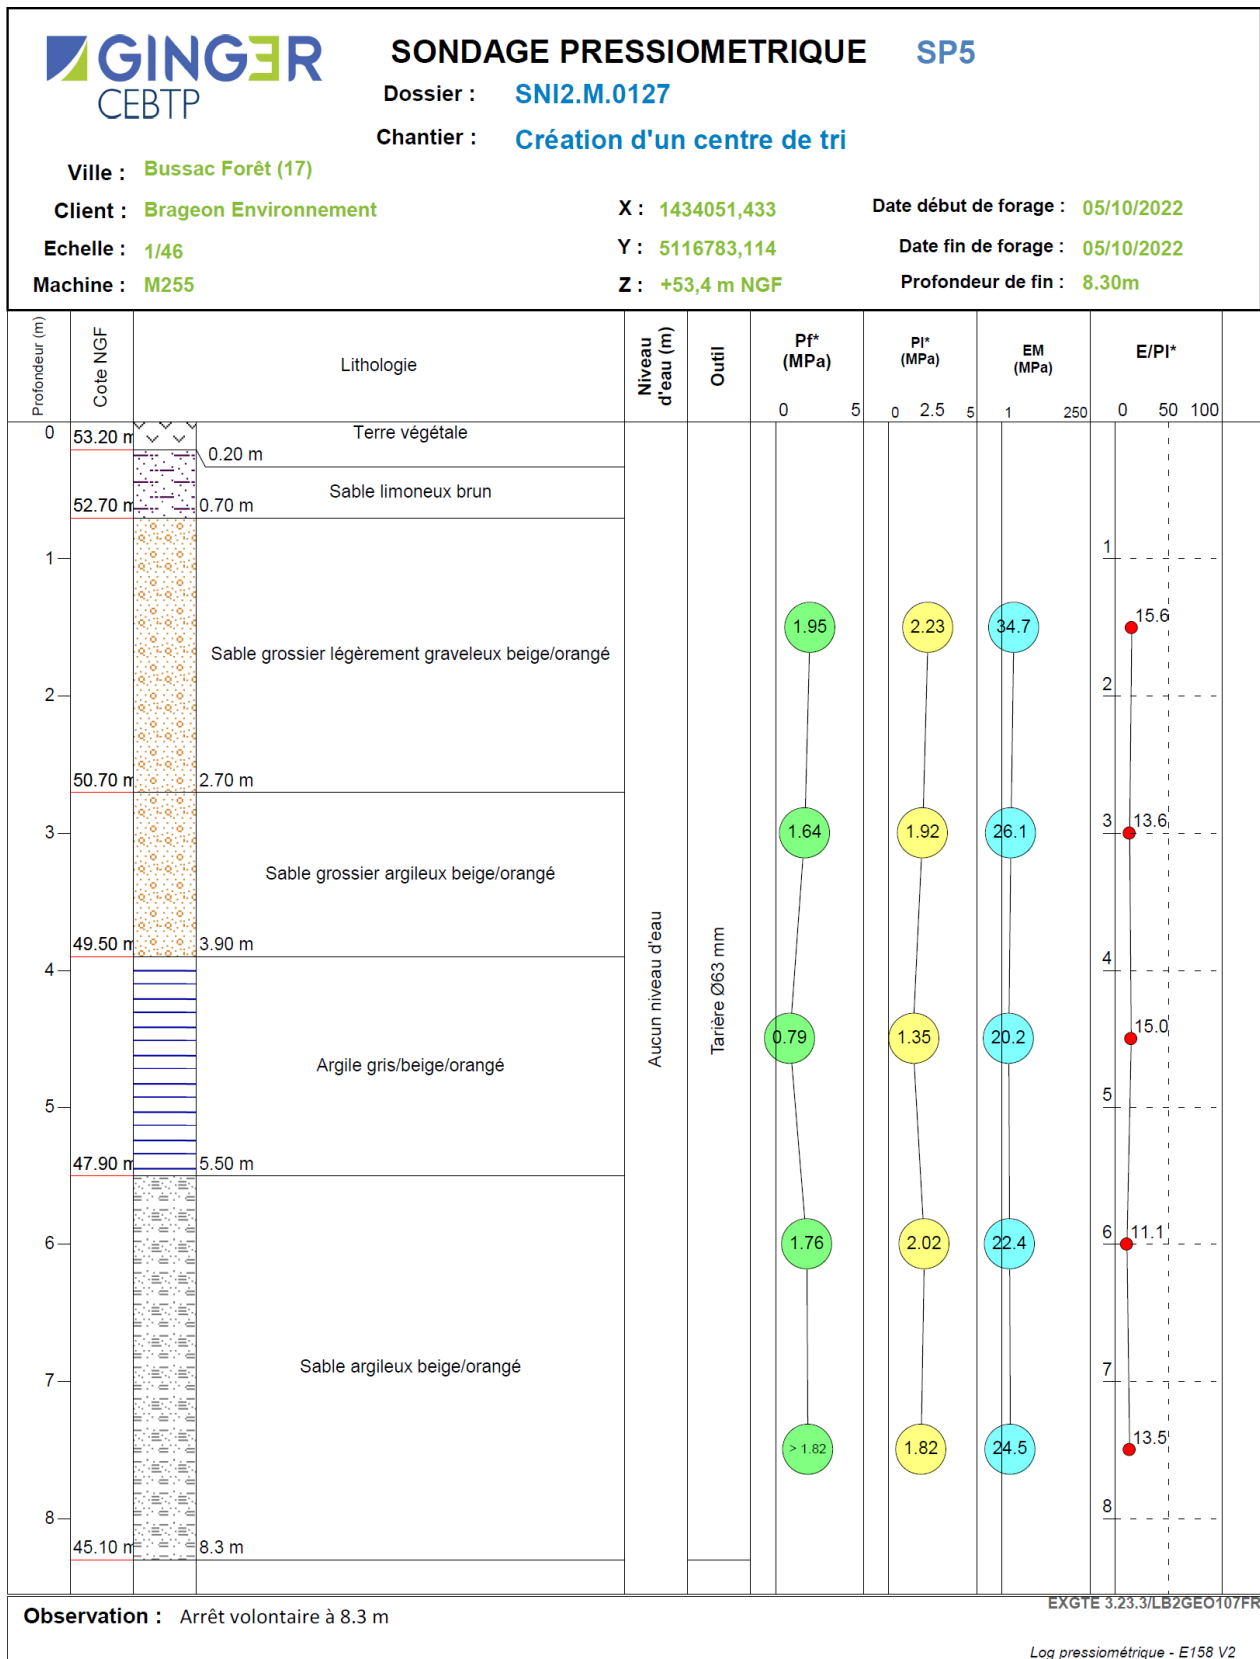 GINGER
CEBTP
SONDAGE PRESSIOMETRIQUE SP5
Dossier : SNI2.M.0127
Chantier : Création d'un centre de tri
Ville : Bussac Forêt (17)
Client : Brageon Environnement
Echelle : 1/46
Machine : M255
X : 1434051,433
Y : 5116783,114
Z : +53,4 m NGF
Date début de forage : 05/10/2022
Date fin de forage : 05/10/2022
Profondeur de fin : 8.30m
Profondeur (m)
Cote NGF
Lithologie
Niveau
d'eau (m)
Outil
Pf*
(MPa)
0 5
Pl*
(MPa)
0 2.5 5
EM
(MPa)
1 250
E/Pl*
0 50 100
0
53.20 m
Terre végétale
0.20 m
Sable limoneux brun
52.70 m
0.70 m
1
1
1.95
2.23
34.7
15.6
Sable grossier légèrement graveleux beige/orangé
2
2
50.70 m
2.70 m
3
1.64
1.92
26.1
3
13.6
Sable grossier argileux beige/orangé
49.50 m
3.90 m
4
4
Aucun niveau d'eau
Tarière Ø63 mm
0.79
1.35
20.2
15.0
Argile gris/beige/orangé
5
5
47.90 m
5.50 m
6
1.76
2.02
22.4
6
11.1
Sable argileux beige/orangé
7
7
> 1.82
1.82
24.5
13.5
8
8
45.10 m
8.3 m
Observation : Arrêt volontaire à 8.3 m
EXGTE 3.23.3/LB2GEO107FR
Log pressiométrique - E158 V2